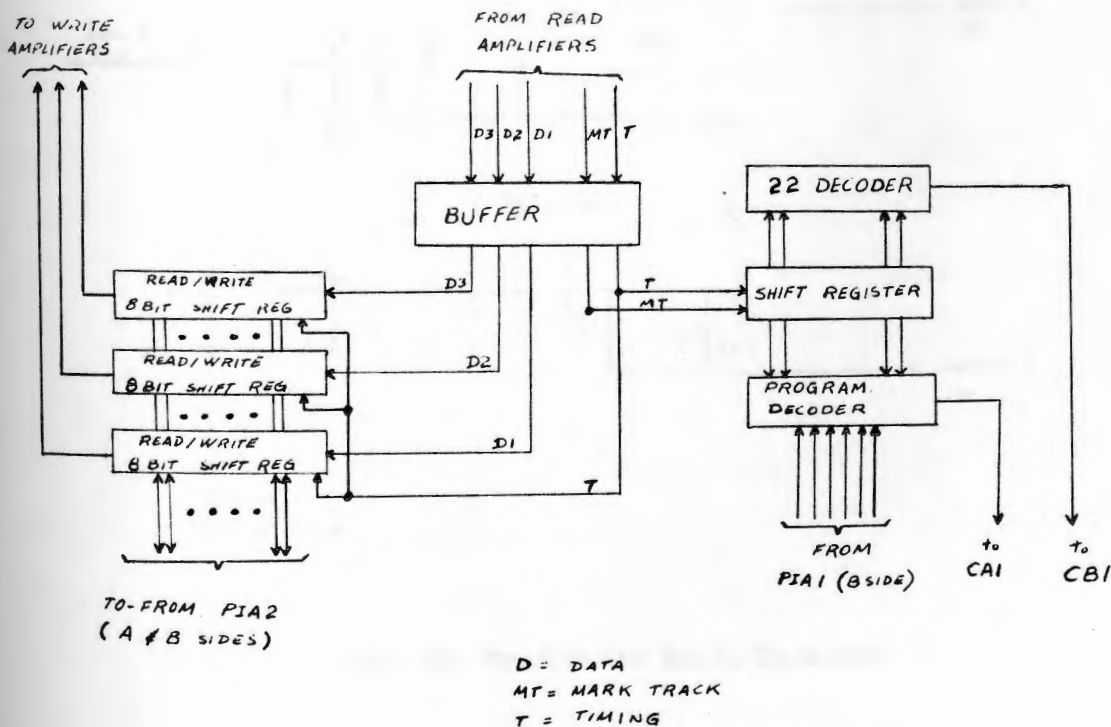 TO WRITE
AMPLIFIERS
FROM READ
AMPLIFIERS
D3 D2 D1 MT T
BUFFER
22 DECODER
SHIFT REGISTER
T
MT
PROGRAM.
DECODER
D3
READ/WRITE
8 BIT SHIFT REG
D2
READ/WRITE
8 BIT SHIFT REG
D1
READ/WRITE
8 BIT SHIFT REG
T
FROM
PIA1 (B SIDE)
to
CA1
to
CB1
TO-FROM PIA2
(A & B SIDES)
D = DATA
MT = MARK TRACK
T = TIMING